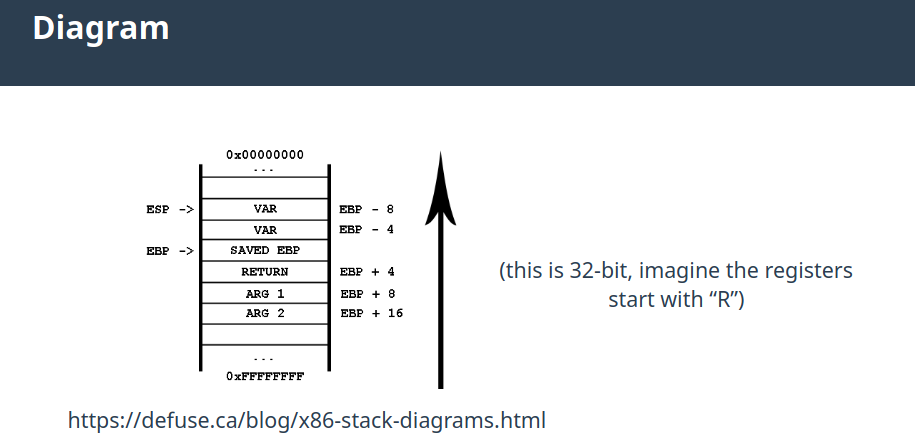 Diagram
0x00000000
...
ESP -> VAR EBP - 8
VAR EBP - 4
EBP -> SAVED EBP
RETURN EBP + 4
ARG 1 EBP + 8
ARG 2 EBP + 16
...
0xFFFFFFFF
(this is 32-bit, imagine the registers
start with “R”)
https://defuse.ca/blog/x86-stack-diagrams.html